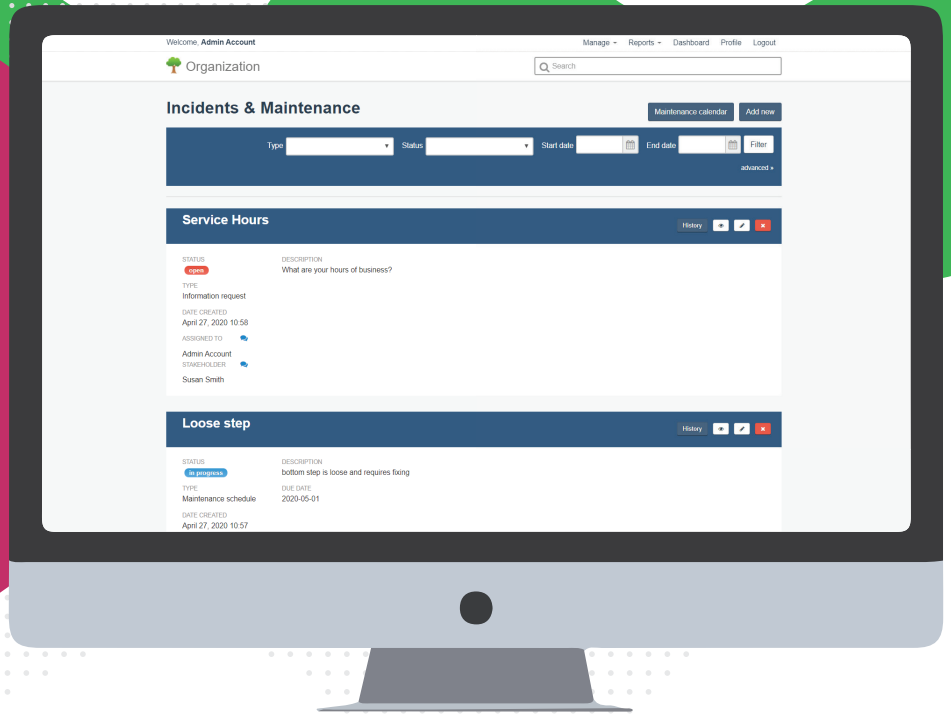 Welcome, Admin Account
Manage Reports Dashboard Profile Logout
Organization
Search
Incidents & Maintenance
Maintenance calendar
Add new
Type
Status
Start date
End date
Filter
advanced »
Service Hours
History
STATUS
open
DESCRIPTION
What are your hours of business?
TYPE
Information request
DATE CREATED
April 27, 2020 10:58
ASSIGNED TO
Admin Account
STAKEHOLDER
Susan Smith
Loose step
History
STATUS
in progress
DESCRIPTION
bottom step is loose and requires fixing
TYPE
Maintenance schedule
DUE DATE
2020-05-01
DATE CREATED
April 27, 2020 10:57